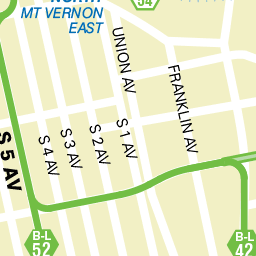 MT VERNON
EAST
54
UNION AV
FRANKLIN AV
S 1 AV
S 2 AV
S 3 AV
S 4 AV
S 5 AV
B-L
52
B-L
42